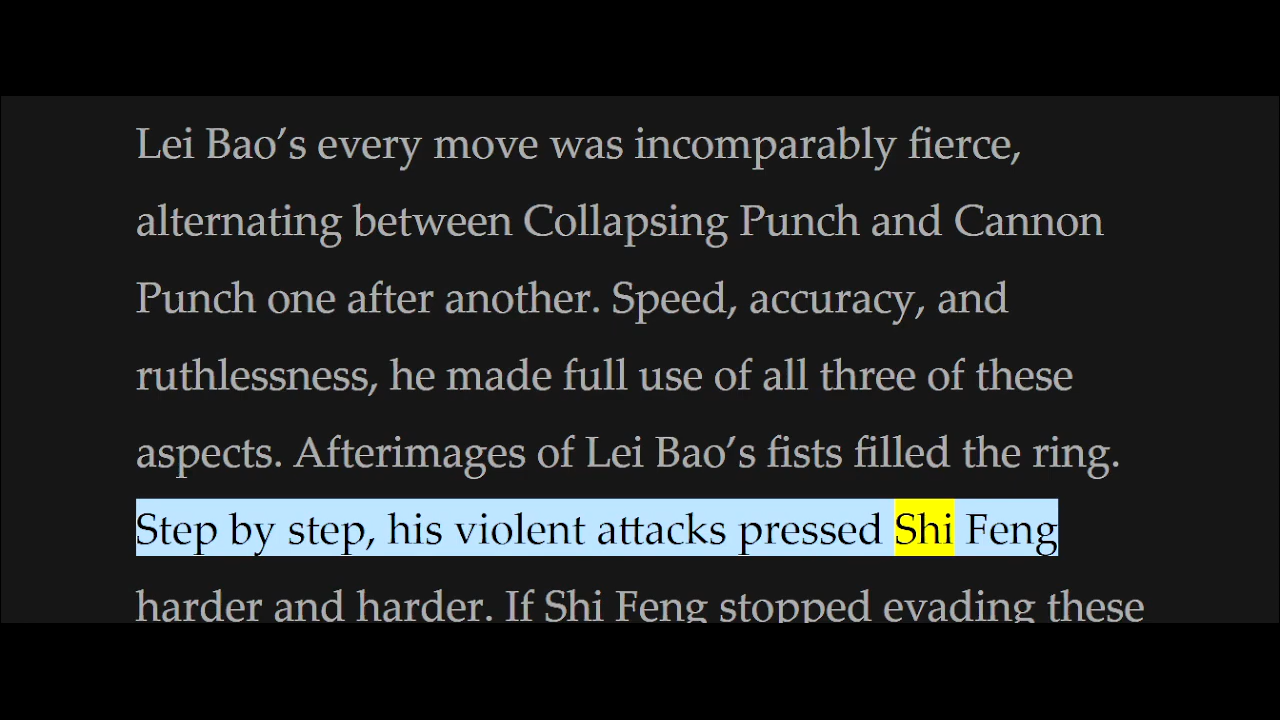 Lei Bao’s every move was incomparably fierce,
alternating between Collapsing Punch and Cannon
Punch one after another. Speed, accuracy, and
ruthlessness, he made full use of all three of these
aspects. Afterimages of Lei Bao’s fists filled the ring.
Step by step, his violent attacks pressed Shi Feng
harder and harder. If Shi Feng stopped evading these